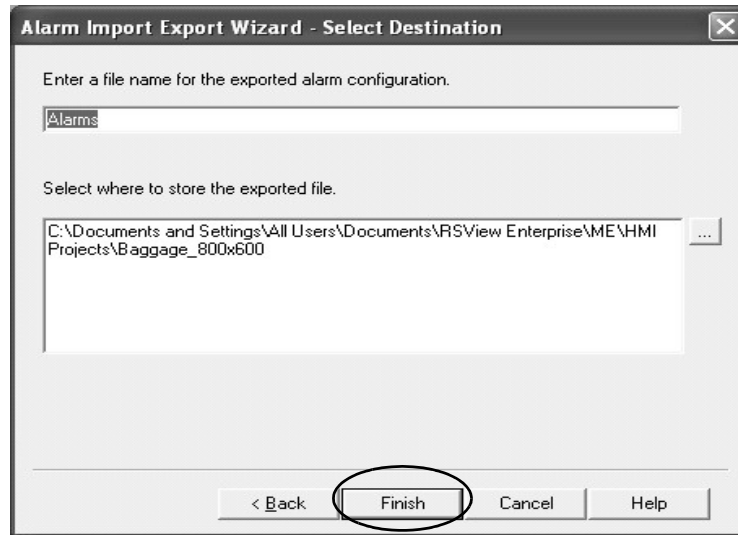 Alarm Import Export Wizard - Select Destination
Enter a file name for the exported alarm configuration.
Alarms
Select where to store the exported file.
C:\Documents and Settings\All Users\Documents\RSView Enterprise\ME\HMI
Projects\Baggage_800x600
...
< Back Finish Cancel Help